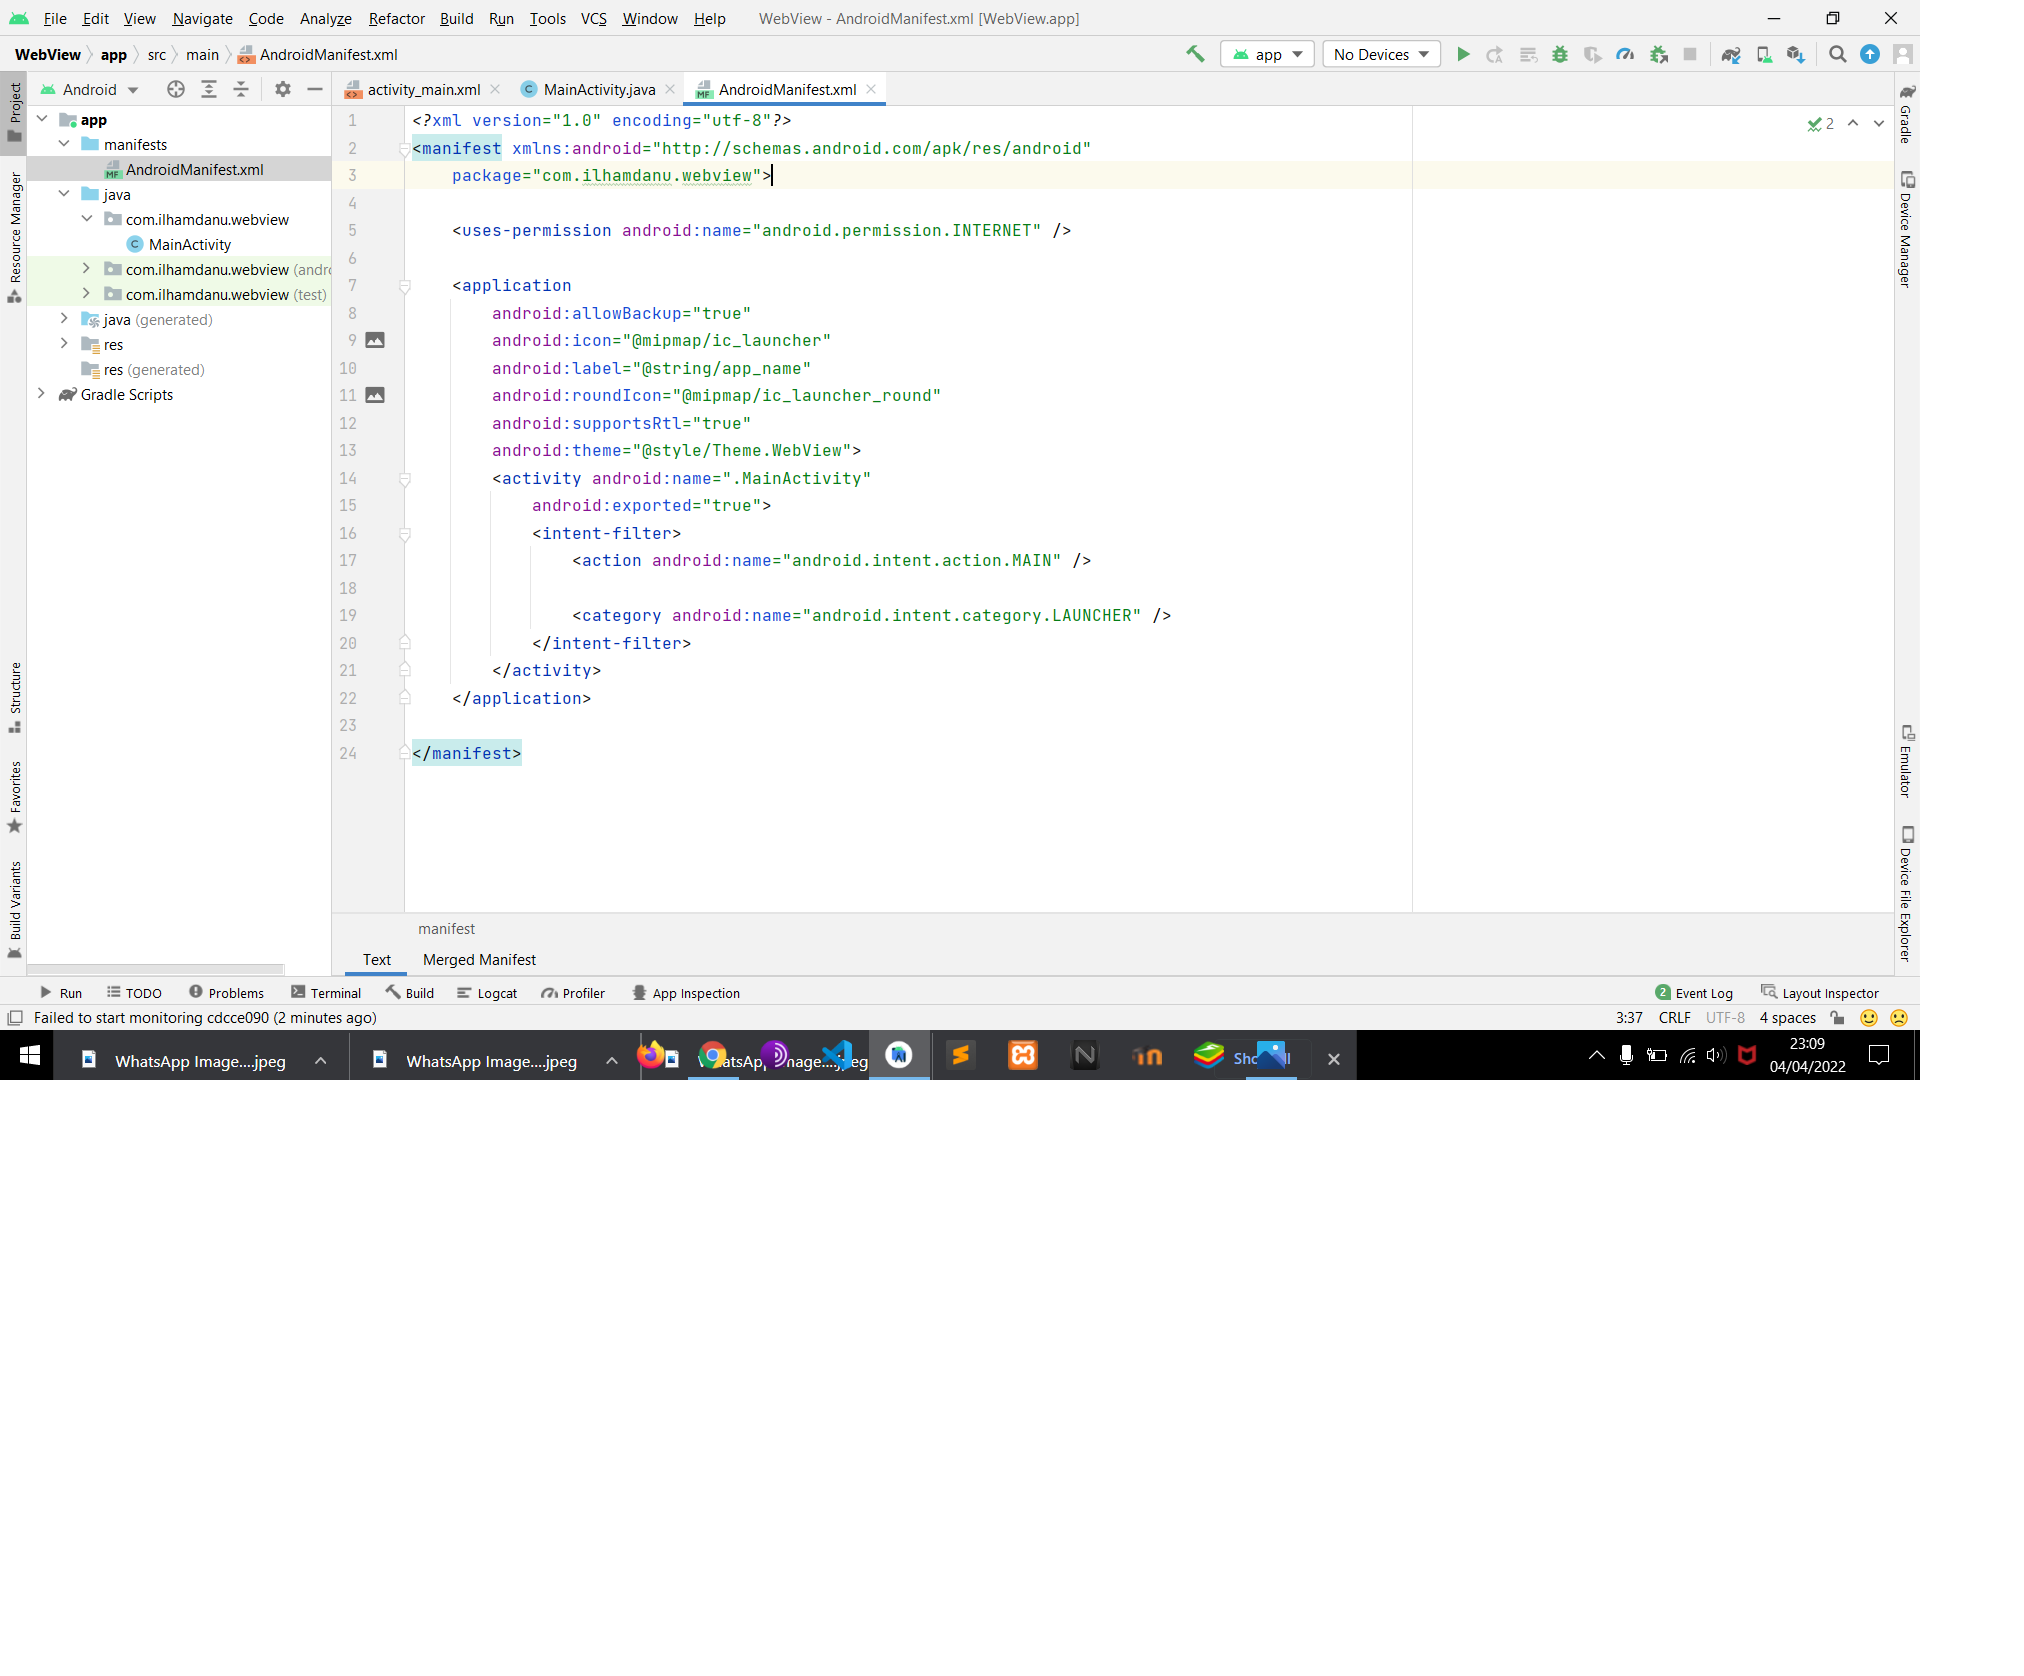 File Edit View Navigate Code Analyze Refactor Build Run Tools VCS Window Help WebView - AndroidManifest.xml [WebView.app]
WebView app src main AndroidManifest.xml app No Devices
Project
Android
activity_main.xml MainActivity.java AndroidManifest.xml
app
manifests
AndroidManifest.xml
java
com.ilhamdanu.webview
MainActivity
com.ilhamdanu.webview (andro
com.ilhamdanu.webview (test)
java (generated)
res
res (generated)
Gradle Scripts
Resource Manager
Structure
Favorites
Build Variants
1 <?xml version="1.0" encoding="utf-8"?>
2 <manifest xmlns:android="http://schemas.android.com/apk/res/android"
3 package="com.ilhamdanu.webview">
4
5 <uses-permission android:name="android.permission.INTERNET" />
6
7 <application
8 android:allowBackup="true"
9 android:icon="@mipmap/ic_launcher"
10 android:label="@string/app_name"
11 android:roundIcon="@mipmap/ic_launcher_round"
12 android:supportsRtl="true"
13 android:theme="@style/Theme.WebView">
14 <activity android:name=".MainActivity"
15 android:exported="true">
16 <intent-filter>
17 <action android:name="android.intent.action.MAIN" />
18
19 <category android:name="android.intent.category.LAUNCHER" />
20 </intent-filter>
21 </activity>
22 </application>
23
24 </manifest>
2
Gradle
Device Manager
Emulator
Device File Explorer
manifest
Text Merged Manifest
Run TODO Problems Terminal Build Logcat Profiler App Inspection 2 Event Log Layout Inspector
Failed to start monitoring cdcce090 (2 minutes ago) 3:37 CRLF UTF-8 4 spaces
WhatsApp Image....jpeg WhatsApp Image....jpeg
23:09
04/04/2022